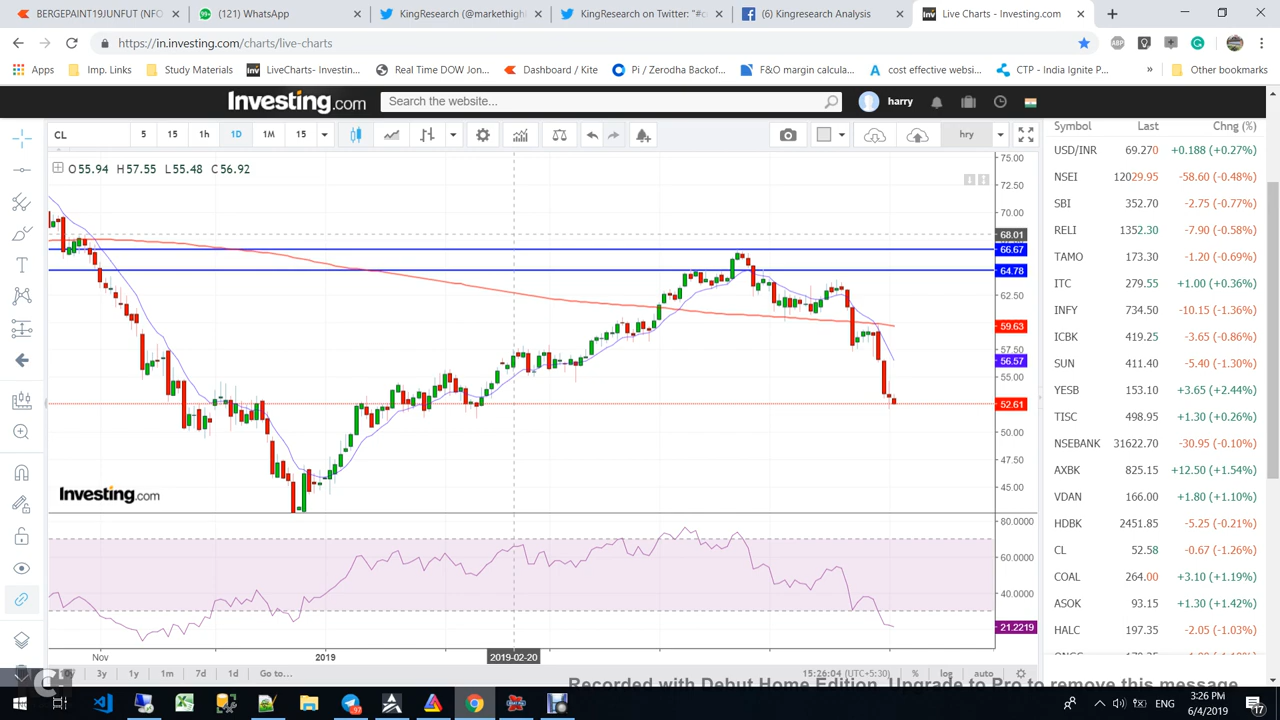 BERGEPAINT19JUNFUT (MCX) (121) WhatsApp KingResearch (@markethigh KingResearch on Twitter: "#c (6) Kingresearch Analysis Live Charts - Investing.com
https://in.investing.com/charts/live-charts
Apps Imp. Links Study Materials LiveCharts- Investin... Real Time DOW Jon... Dashboard / Kite Pi / Zerodha Backof... F&O margin calcula... cost effective websi... CTP - India Ignite P... » Other bookmarks
Investing.com Search the website... harry
CL 5 15 1h 1D 1M 15 hry
O55.94 H57.55 L55.48 C56.92
75.00
72.50
70.00
68.01
66.67
64.78
62.50
59.63
57.50
56.57
55.00
52.61
50.00
47.50
45.00
Investing.com
80.0000
60.0000
40.0000
21.2219
Nov 2019 2019-02-20
3y 1y 1m 7d 1d Go to... 15:26:04 (UTC+5:30) % log auto
Symbol Last Chng (%)
USD/INR 69.270 +0.188 (+0.27%)
NSEI 12029.95 -58.60 (-0.48%)
SBI 352.70 -2.75 (-0.77%)
RELI 1352.30 -7.90 (-0.58%)
TAMO 173.30 -1.20 (-0.69%)
ITC 279.55 +1.00 (+0.36%)
INFY 734.50 -10.15 (-1.36%)
ICBK 419.25 -3.65 (-0.86%)
SUN 411.40 -5.40 (-1.30%)
YESB 153.10 +3.65 (+2.44%)
TISC 498.95 +1.30 (+0.26%)
NSEBANK 31622.70 -30.95 (-0.10%)
AXBK 825.15 +12.50 (+1.54%)
VDAN 166.00 +1.80 (+1.10%)
HDBK 2451.85 -5.25 (-0.21%)
CL 52.58 -0.67 (-1.26%)
COAL 264.00 +3.10 (+1.19%)
ASOK 93.15 +1.30 (+1.42%)
HALC 197.35 -2.05 (-1.03%)
Recorded with Debut Home Edition. Upgrade to Pro to remove this message
97 ENG 3:26 PM
6/4/2019 17